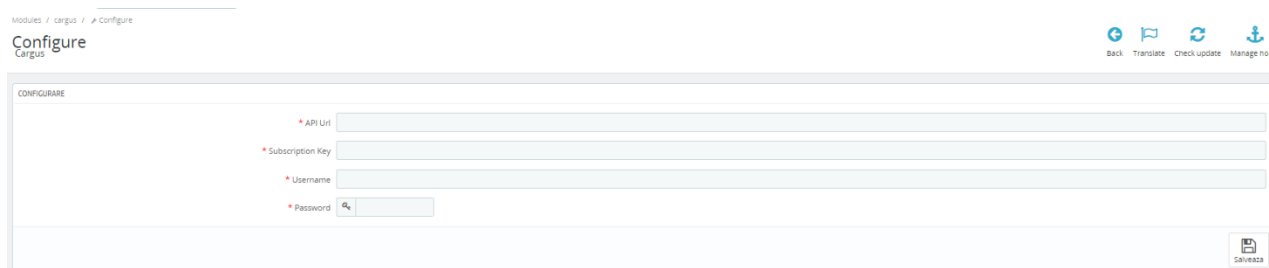 Modules / cargus / Configure
Configure
Cargus
Back Translate Check update Manage ho
CONFIGURARE
* API Url
* Subscription Key
* Username
* Password
Salveaza